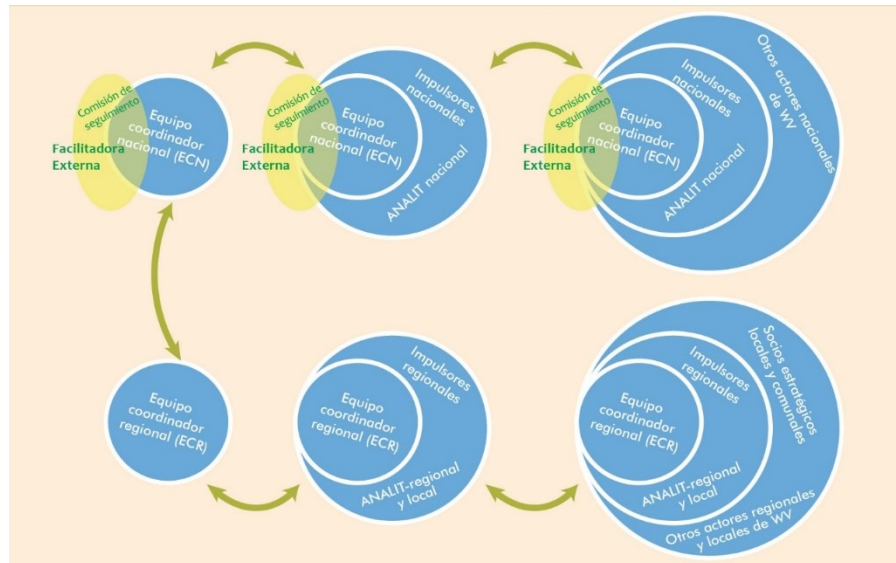 Comisión de
seguimiento
Facilitadora
Externa
Equipo
coordinador
nacional (ECN)
Comisión de
seguimiento
Facilitadora
Externa
Equipo
coordinador
nacional (ECN)
Impulsores
nacionales
ANALIT nacional
Comisión de
seguimiento
Facilitadora
Externa
Equipo
coordinador
nacional (ECN)
Impulsores
nacionales
ANALIT nacional
Otros actores nacionales
de WV
Equipo
coordinador
regional (ECR)
Equipo
coordinador
regional (ECR)
Impulsores
regionales
ANALIT-regional
y local
Equipo
coordinador
regional (ECR)
Impulsores
regionales
ANALIT-regional
y local
Socios estratégicos
locales y comunales
Otros actores regionales
y locales de WV